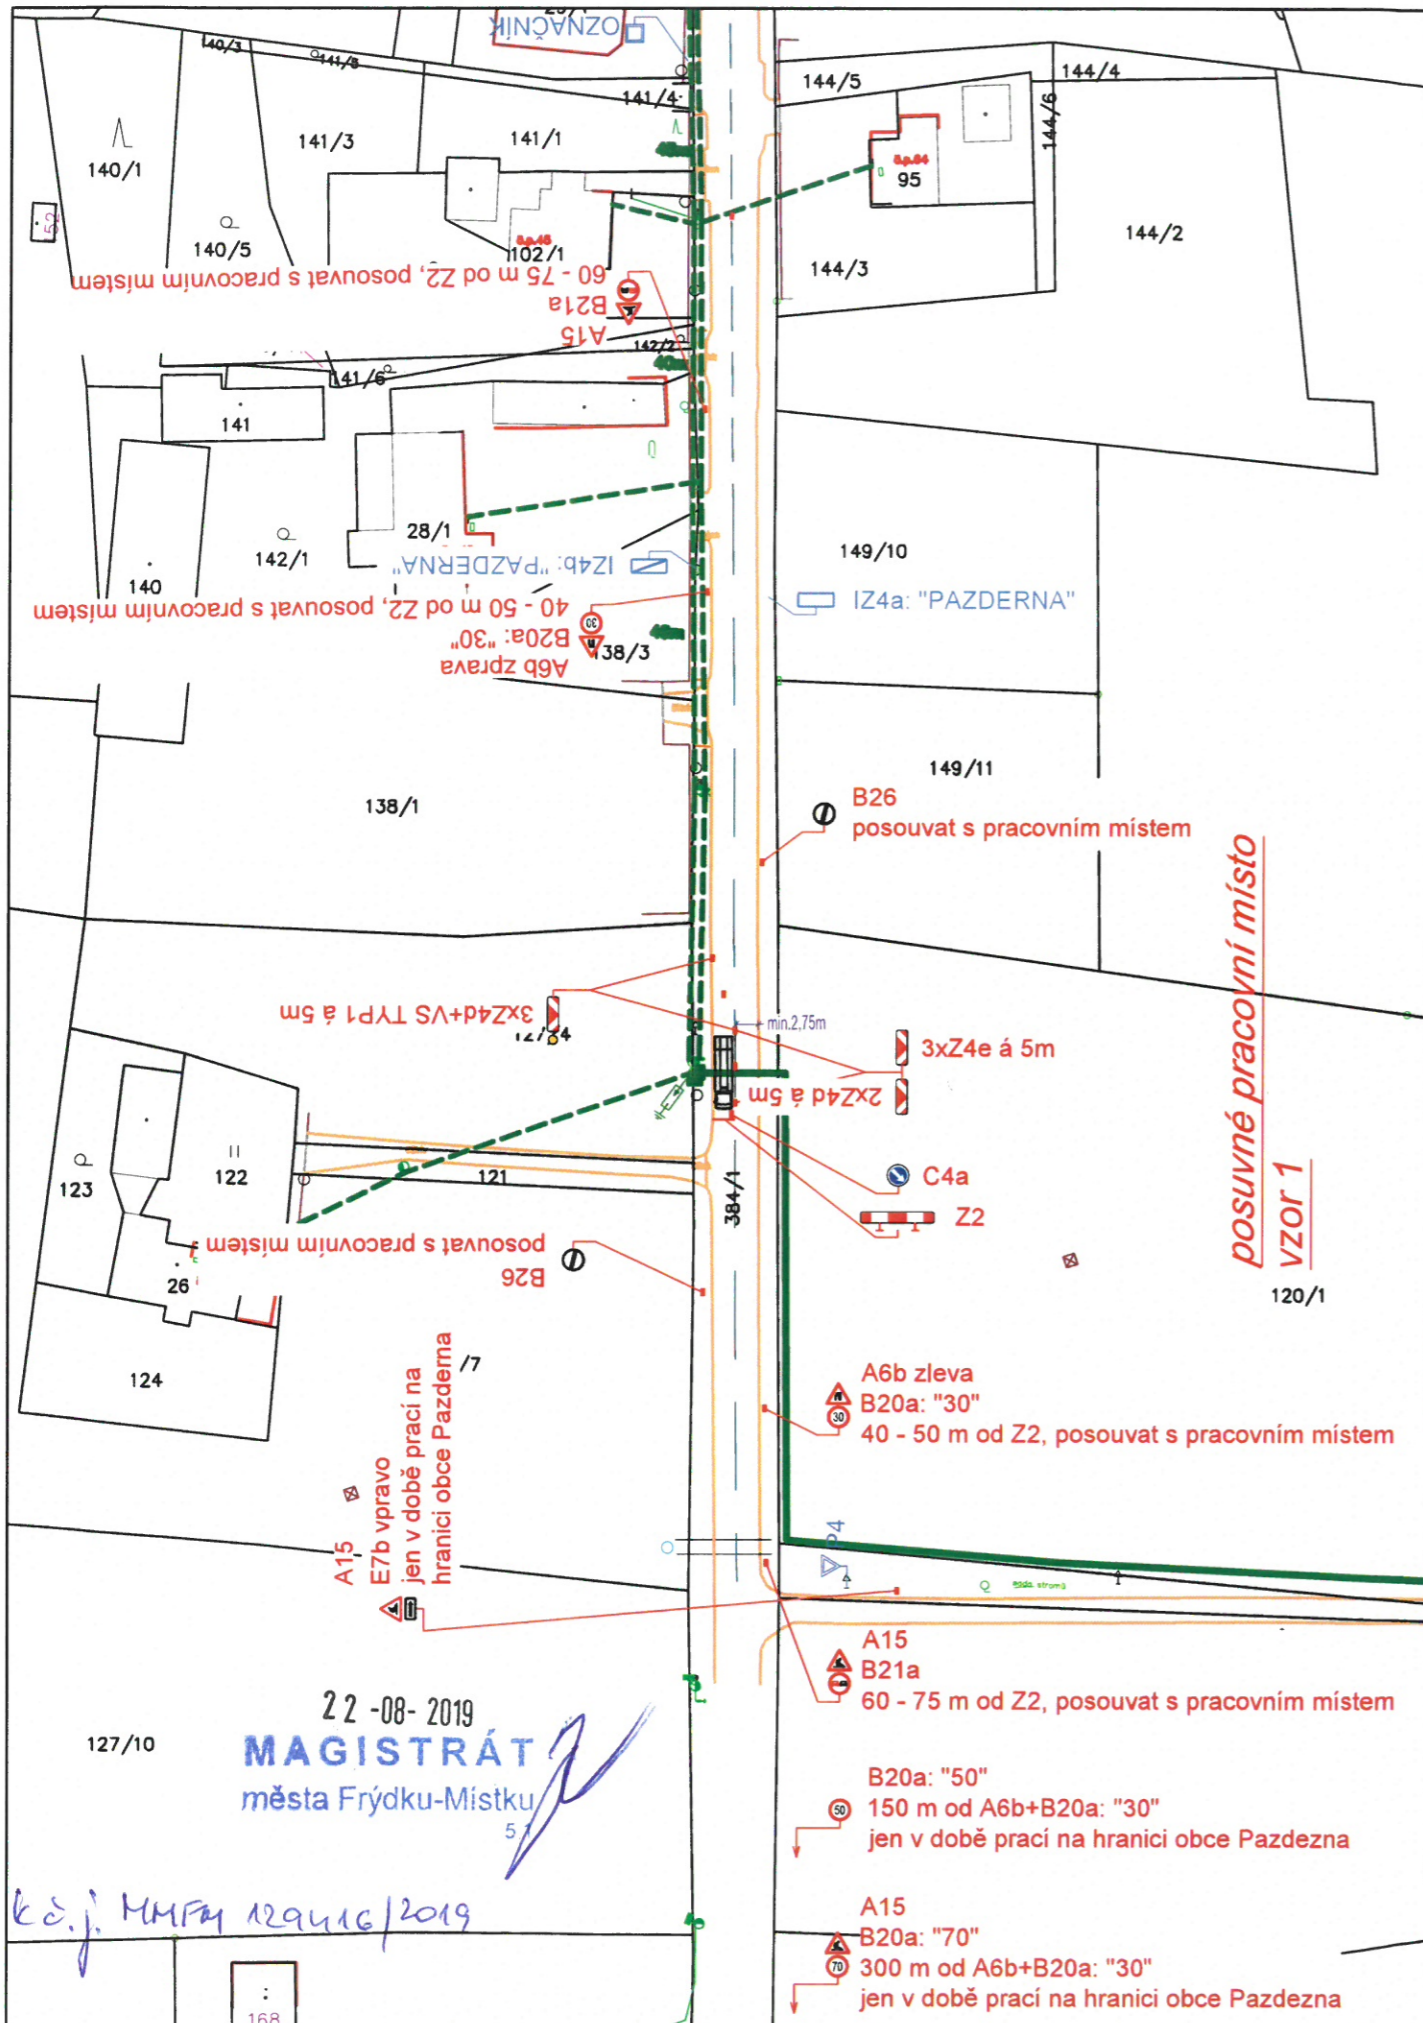 OZNAČNÍK
140/3
141/5
141/4
144/5
144/4
144/6
140/1
141/3
141/1
č.p.64
95
52
140/5
č.p.46
102/1
144/3
144/2
60 - 75 m od Z2, posouvat s pracovním místem
B21a
A15
142/2
141/6
141
28/1
142/1
140
149/10
IZ4b: "PAZDERNA"
IZ4a: "PAZDERNA"
40 - 50 m od Z2, posouvat s pracovním místem
B20a: "30"
A6b zprava
30
138/3
149/11
138/1
B26
posouvat s pracovním místem
posuvné pracovní místo
vzor 1
3xZ4d+VS TYP1 á 5m
min.2,75m
3xZ4e á 5m
2xZ4d á 5m
C4a
Z2
123
122
121
384/1
posouvat s pracovním místem
B26
26
120/1
124
/7
A6b zleva
B20a: "30"
30
40 - 50 m od Z2, posouvat s pracovním místem
A15
E7b vpravo
jen v době prací na
hranici obce Pazderna
P4
A15
B21a
60 - 75 m od Z2, posouvat s pracovním místem
22 -08- 2019
MAGISTRÁT
města Frýdku-Místku
127/10
B20a: "50"
50
150 m od A6b+B20a: "30"
jen v době prací na hranici obce Pazdezna
k č.j. MMFM 129416/2019
A15
B20a: "70"
70
300 m od A6b+B20a: "30"
jen v době prací na hranici obce Pazdezna
168